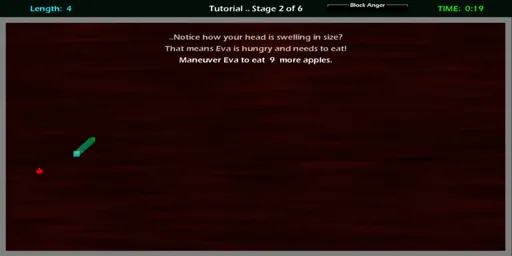 Length: 4
Tutorial .. Stage 2 of 6
Block Anger
TIME: 0:19
..Notice how your head is swelling in size?
That means Eva is hungry and needs to eat!
Maneuver Eva to eat 9 more apples.